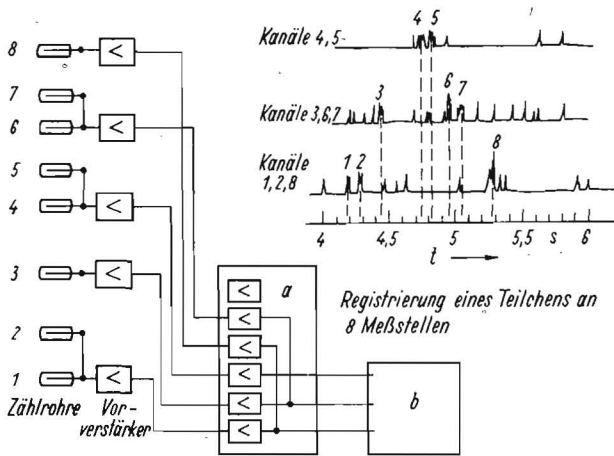 8
7
6
5
4
3
2
1
Zählrohre
Vor-
verstärker
<
<
<
<
<
a
<
<
<
<
<
<
b
4 5
Kanäle 4,5
3
6
7
Kanäle 3,6,7
8
Kanäle
1,2,8
1 2
4 4,5 5 5,5 s 6
t
Registrierung eines Teilchens an
8 Meßstellen